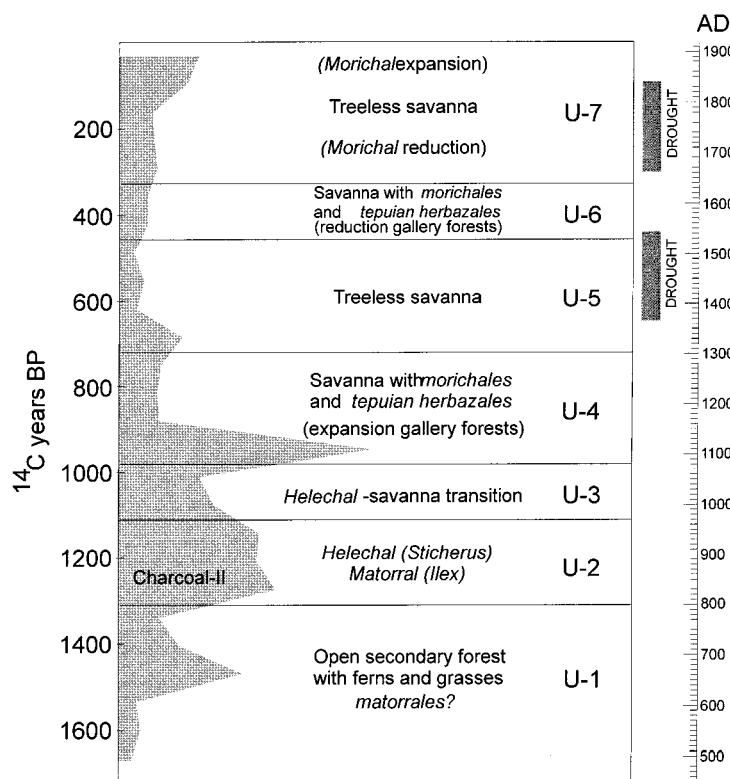 AD
(Morichalexpansion)
Treeless savanna
U-7
(Morichal reduction)
Savanna with morichales
and tepuian herbazales
(reduction gallery forests)
U-6
Treeless savanna
U-5
Savanna withmorichales
and tepuian herbazales
(expansion gallery forests)
U-4
Helechal -savanna transition
U-3
Helechal (Sticherus)
Matorral (Ilex)
U-2
Charcoal-II
Open secondary forest
with ferns and grasses
matorrales?
U-1
14C years BP
200
400
600
800
1000
1200
1400
1600
DROUGHT
DROUGHT
1900
1800
1700
1600
1500
1400
1300
1200
1100
1000
900
800
700
600
500